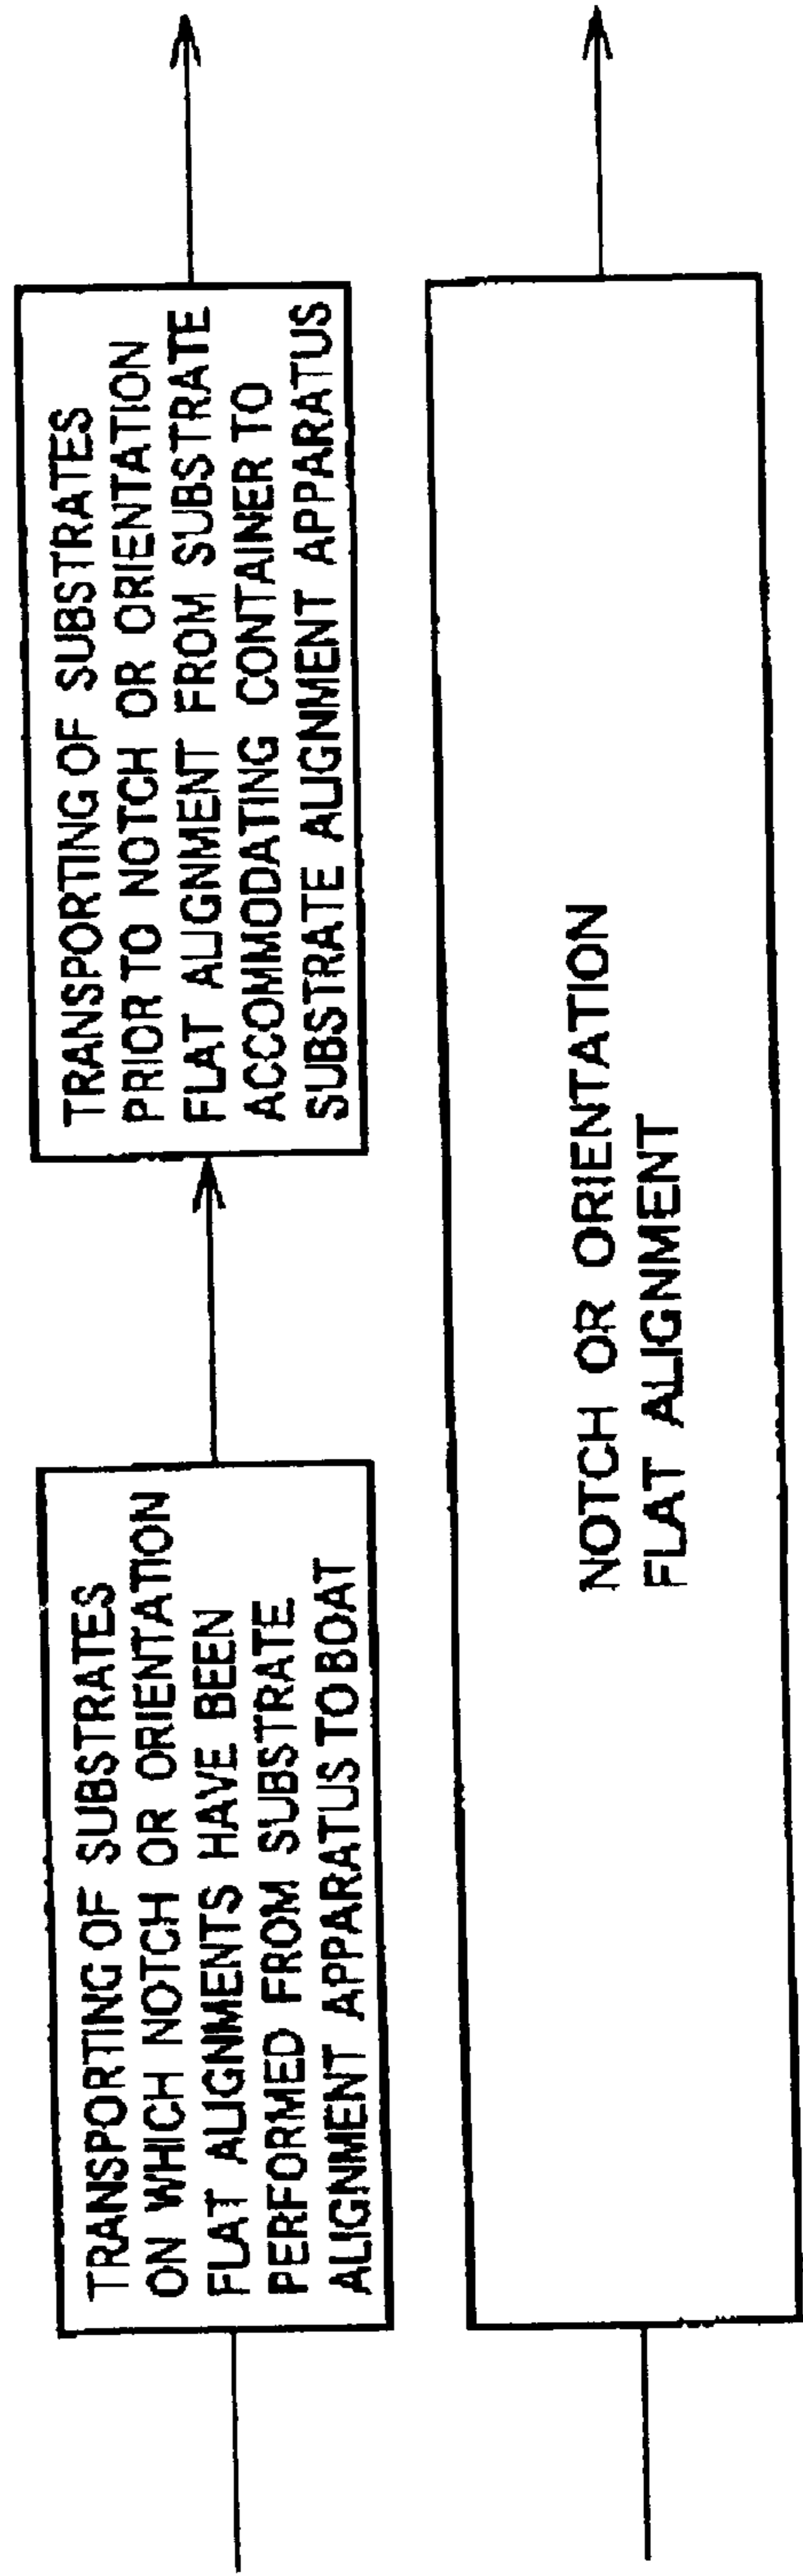 TRANSPORTING OF SUBSTRATES
ON WHICH NOTCH OR ORIENTATION
FLAT ALIGNMENTS HAVE BEEN
PERFORMED FROM SUBSTRATE
ALIGNMENT APPARATUS TO BOAT
TRANSPORTING OF SUBSTRATES
PRIOR TO NOTCH OR ORIENTATION
FLAT ALIGNMENT FROM SUBSTRATE
ACCOMMODATING CONTAINER TO
SUBSTRATE ALIGNMENT APPARATUS
NOTCH OR ORIENTATION
FLAT ALIGNMENT